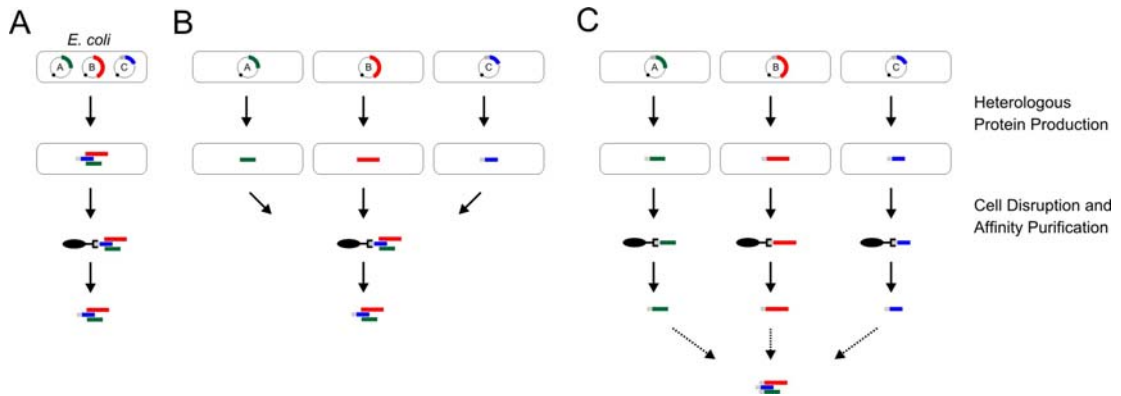 A
B
C
E. coli
A
B
C
A
B
C
A
B
C
Heterologous
Protein Production
Cell Disruption and
Affinity Purification